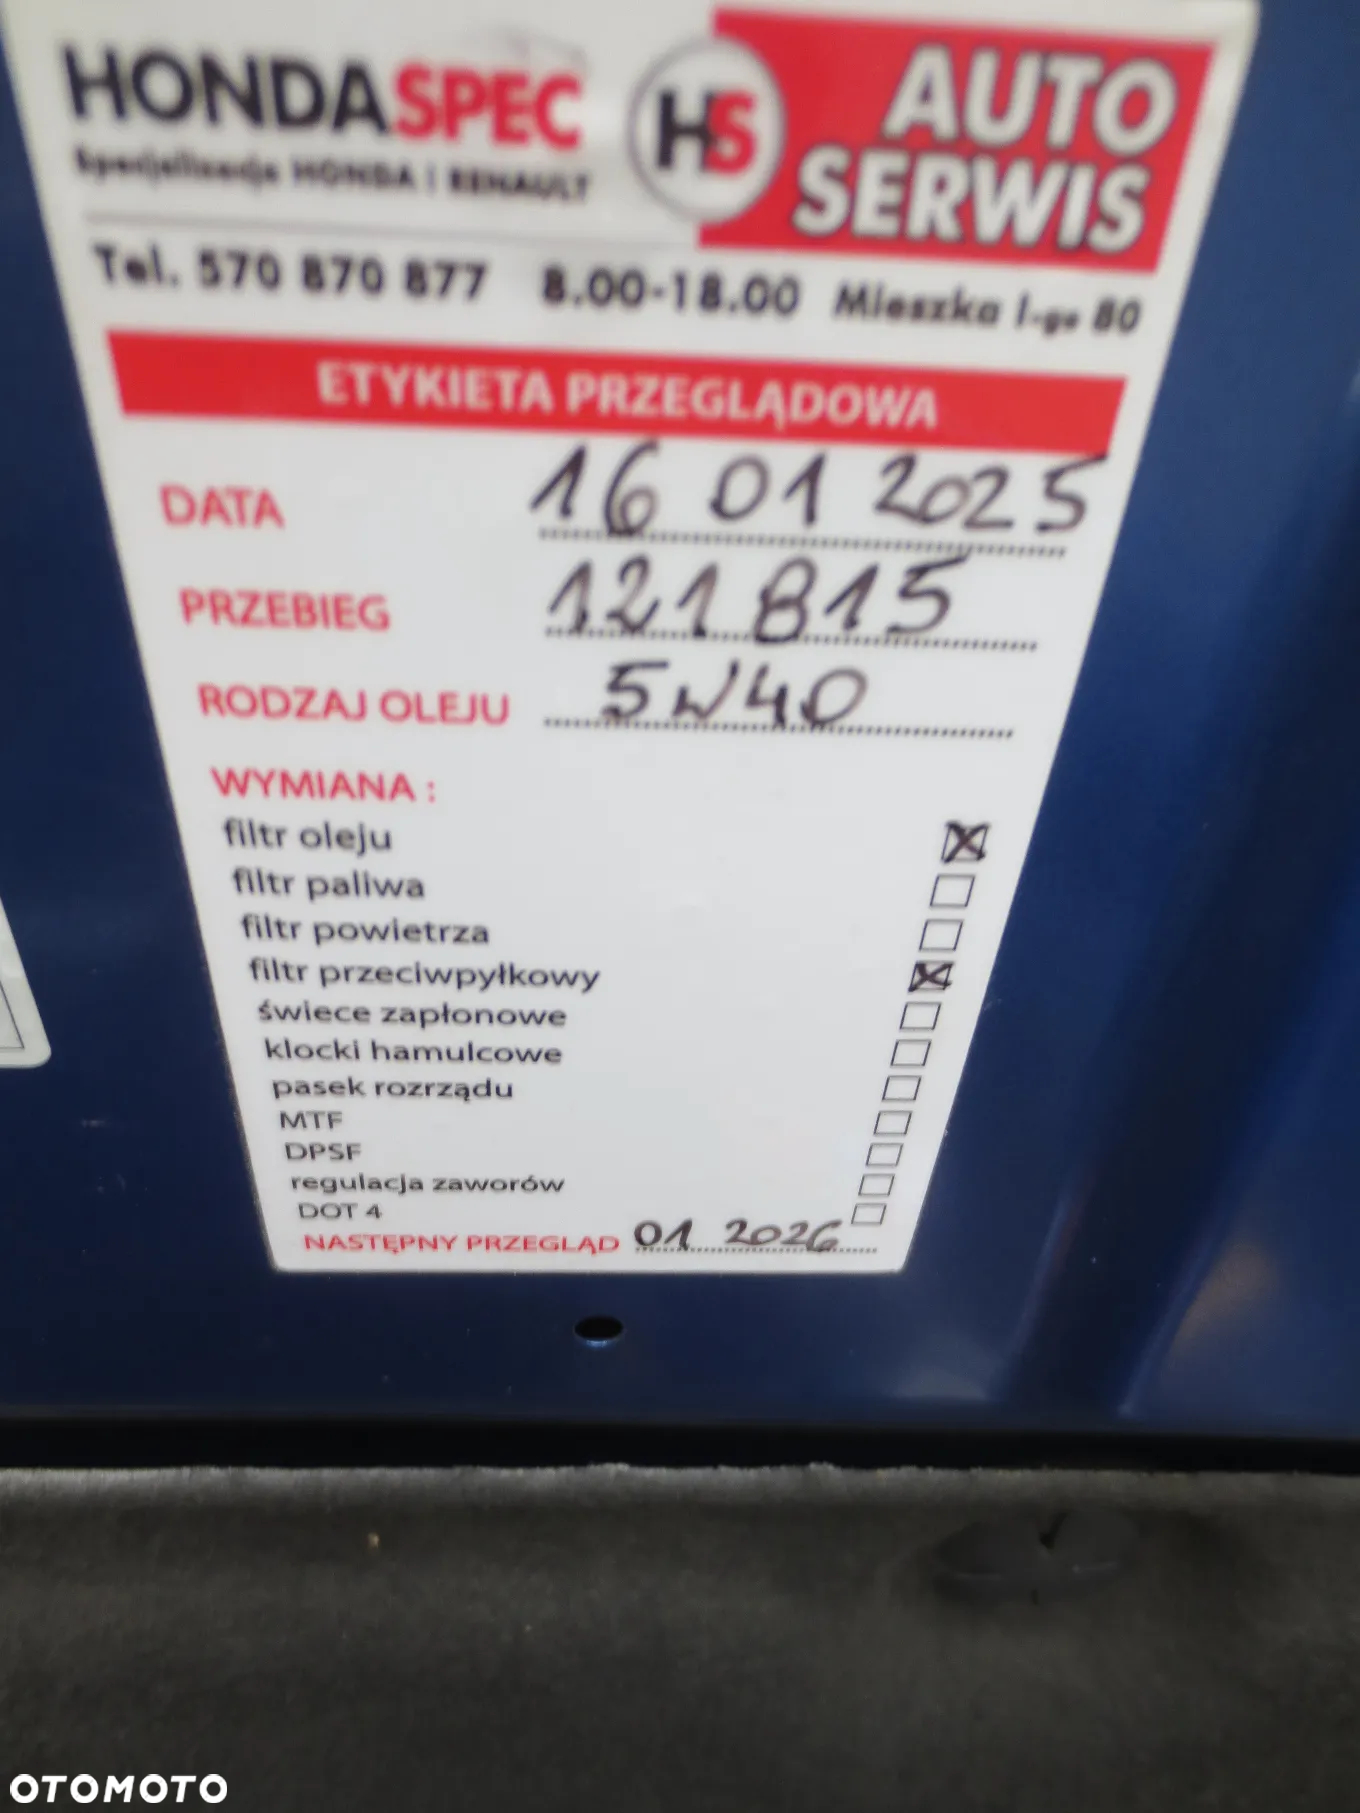 HONDASPEC HS AUTO SERWIS
Specjalizacja HONDA i RENAULT
Tel. 570 870 877 8.00-18.00 Mieszka I-go 80
ETYKIETA PRZEGLĄDOWA
DATA 16 01 2025
PRZEBIEG 121 815
RODZAJ OLEJU 5W40
WYMIANA :
filtr oleju
filtr paliwa
filtr powietrza
filtr przeciwpyłkowy
świece zapłonowe
klocki hamulcowe
pasek rozrządu
MTF
DPSF
regulacja zaworów
DOT 4
NASTĘPNY PRZEGLĄD 01 2026
OTOMOTO